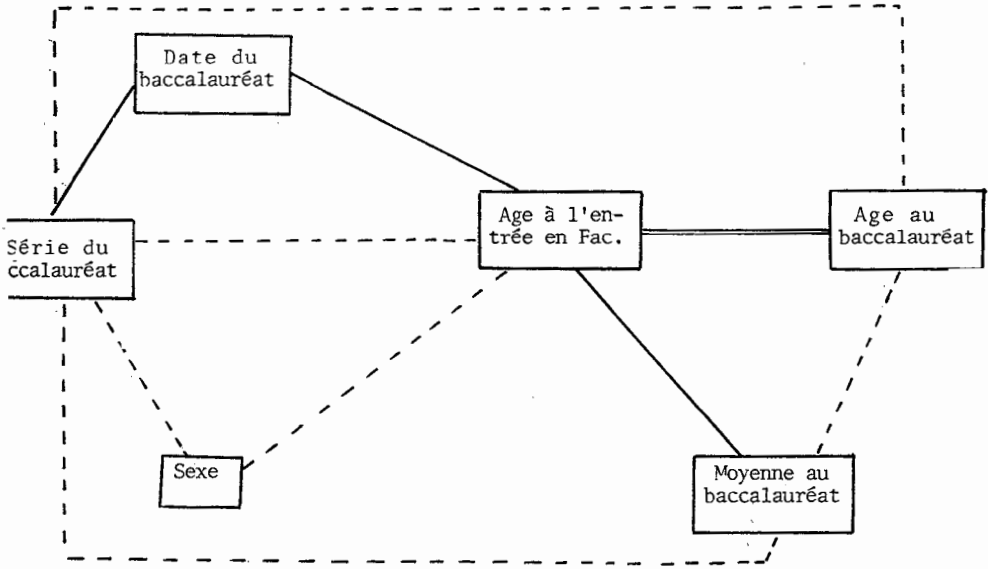 Date du
baccalauréat
Age à l'en-
trée en Fac.
Age au
baccalauréat
Série du
ccalauréat
Sexe
Moyenne au
baccalauréat